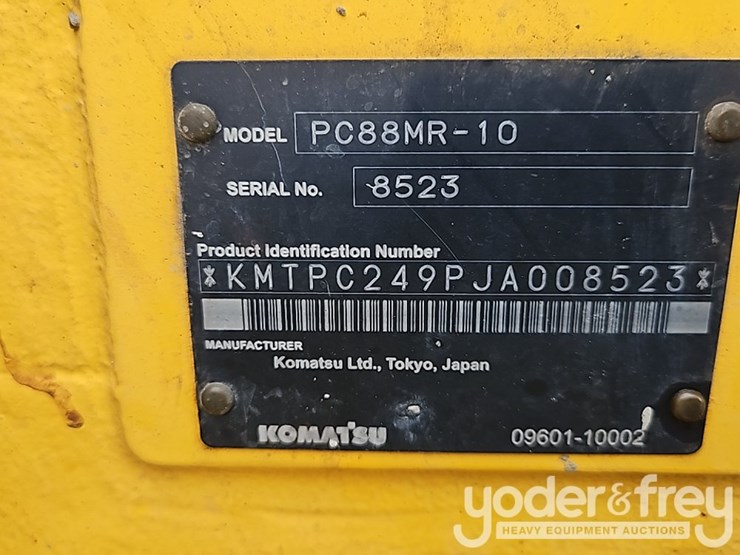 MODEL PC88MR-10
SERIAL No. 8523
Product Identification Number
*KMTPC249PJA008523*
MANUFACTURER
Komatsu Ltd., Tokyo, Japan
KOMATSU 09601-10002
yoder&frey
HEAVY EQUIPMENT AUCTIONS